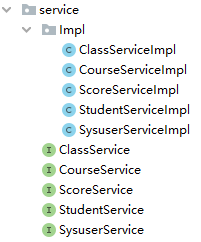 service
Impl
ClassServiceImpl
CourseServiceImpl
ScoreServiceImpl
StudentServiceImpl
SysuserServiceImpl
ClassService
CourseService
ScoreService
StudentService
SysuserService